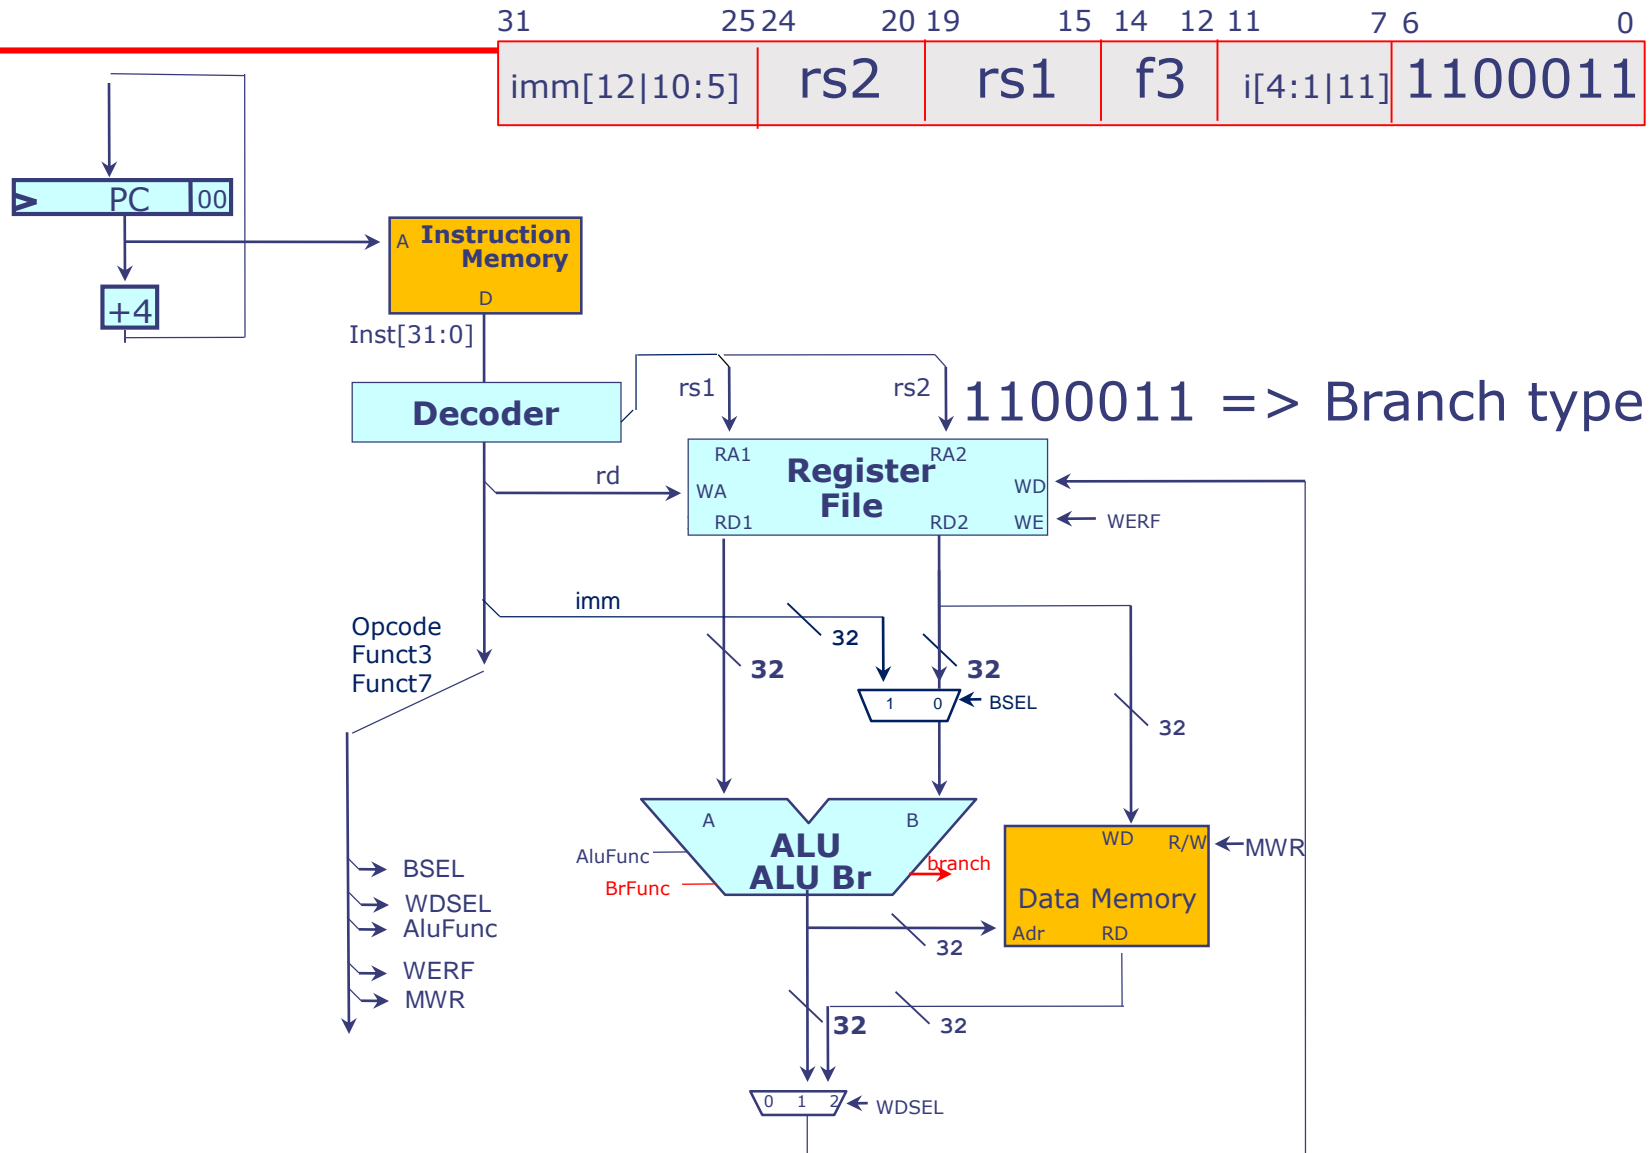 31 25 24 20 19 15 14 12 11 7 6 0
imm[12|10:5] rs2 rs1 f3 i[4:1|11] 1100011
PC 00
A Instruction
Memory
D
+4
Inst[31:0]
Decoder
rs1 rs2 1100011 => Branch type
RA1 RA2
Register
File
rd
WA WD
RD1 RD2 WE WERF
imm
32
Opcode
Funct3
Funct7
32
32
1 0 BSEL
32
A B
ALU
ALU Br
AluFunc
BrFunc
branch
WD R/W MWR
Data Memory
Adr RD
32
BSEL
WDSEL
AluFunc
WERF
MWR
32
32
0 1 2 WDSEL